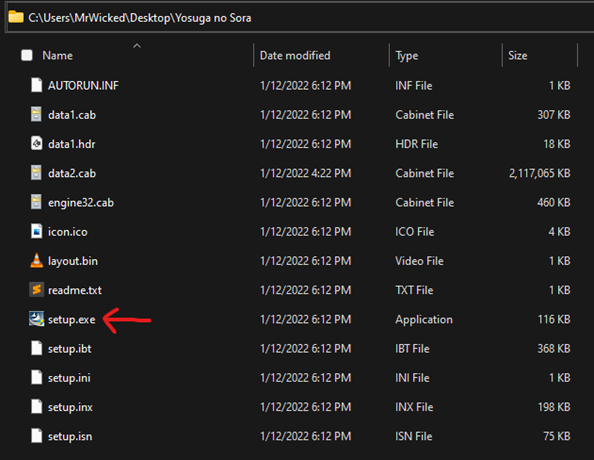 C:\Users\MrWicked\Desktop\Yosuga no Sora
Name Date modified Type Size
AUTORUN.INF 1/12/2022 6:12 PM INF File 1 KB
data1.cab 1/12/2022 6:12 PM Cabinet File 307 KB
data1.hdr 1/12/2022 6:12 PM HDR File 18 KB
data2.cab 1/12/2022 4:22 PM Cabinet File 2,117,065 KB
engine32.cab 1/12/2022 6:12 PM Cabinet File 460 KB
icon.ico 1/12/2022 6:12 PM ICO File 4 KB
layout.bin 1/12/2022 6:12 PM Video File 1 KB
readme.txt 1/12/2022 6:12 PM TXT File 1 KB
setup.exe 1/12/2022 6:12 PM Application 116 KB
setup.ibt 1/12/2022 6:12 PM IBT File 368 KB
setup.ini 1/12/2022 6:12 PM INI File 1 KB
setup.inx 1/12/2022 6:12 PM INX File 198 KB
setup.isn 1/12/2022 6:12 PM ISN File 75 KB